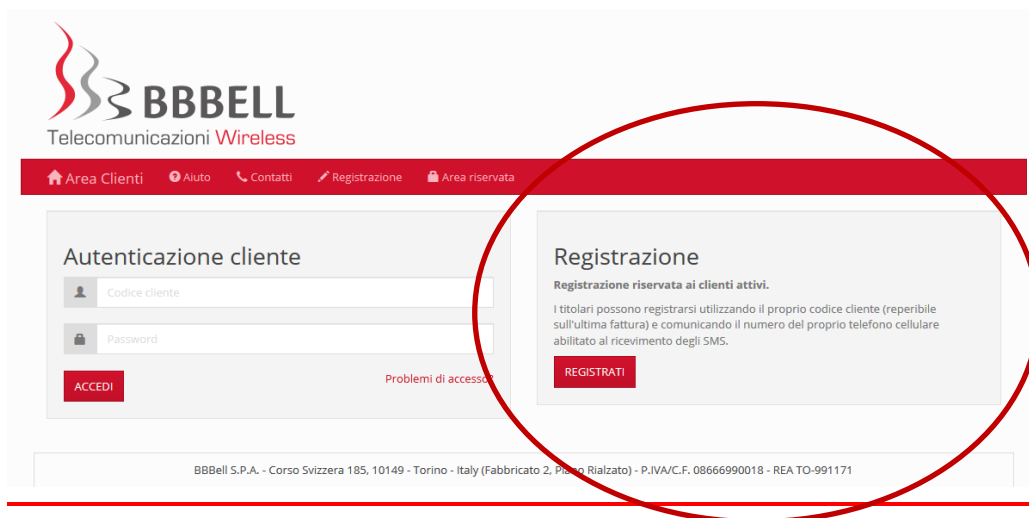 BBBELL
Telecomunicazioni Wireless
Area Clienti Aiuto Contatti Registrazione Area riservata
Autenticazione cliente
Codice cliente
Password
ACCEDI
Problemi di accesso?
Registrazione
Registrazione riservata ai clienti attivi.
I titolari possono registrarsi utilizzando il proprio codice cliente (reperibile
sull'ultima fattura) e comunicando il numero del proprio telefono cellulare
abilitato al ricevimento degli SMS.
REGISTRATI
BBBell S.P.A. - Corso Svizzera 185, 10149 - Torino - Italy (Fabbricato 2, Piano Rialzato) - P.IVA/C.F. 08666990018 - REA TO-991171